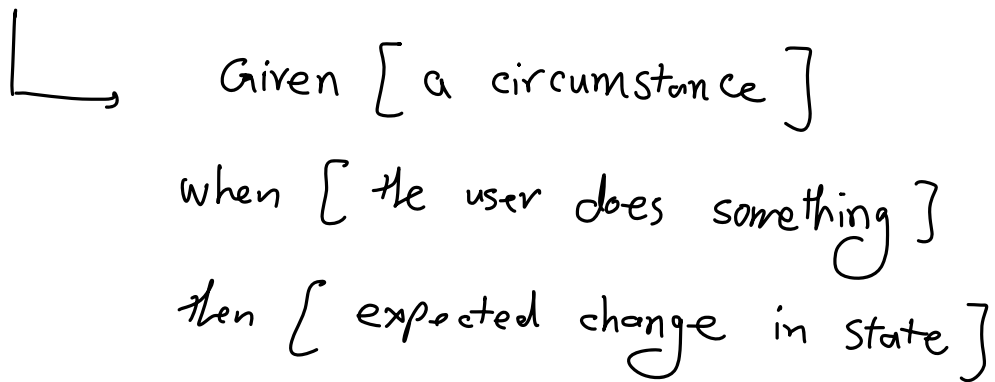 Given [a circumstance]
when [the user does something]
then [expected change in state]